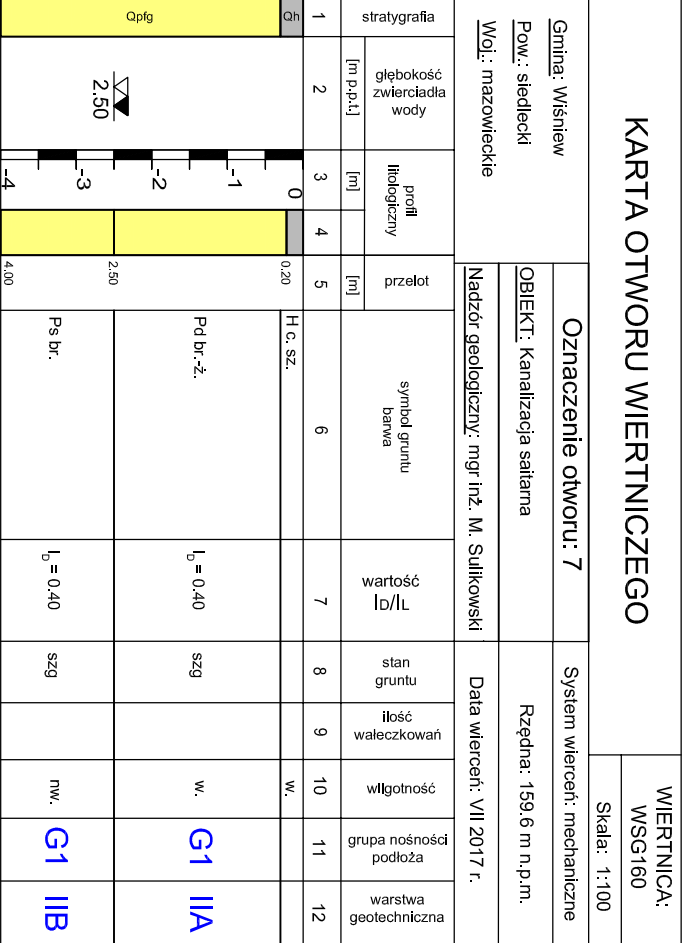 KARTA OTWORU WIERTNICZEGO
WIERTNICA:
WSG160
Skala: 1:100
Gmina: Wiśniew
Pow.: siedlecki
Woj.: mazowieckie
Oznaczenie otworu: 7
OBIEKT: Kanalizacja saitarna
Nadzór geologiczny: mgr inż. M. Sulikowski
System wierceń: mechaniczne
Rzędna: 159.6 m n.p.m.
Data wierceń: VII 2017 r.
stratygrafia
głębokość
zwierciadła
wody
[m p.p.t.]
profil
litologiczny
[m]
przelot
[m]
symbol gruntu
barwa
wartość
ID/IL
stan
gruntu
ilość
wałeczkowań
wilgotność
grupa nośności
podłoża
warstwa
geotechniczna
1 2 3 4 5 6 7 8 9 10 11 12
Qh
0
0.20
H c. sz.
w.
Qpfg
-1
-2
2.50
2.50
Pd br.-ż.
ID = 0.40
szg
w.
G1
IIA
-3
-4
4.00
Ps br.
ID = 0.40
szg
nw.
G1
IIB